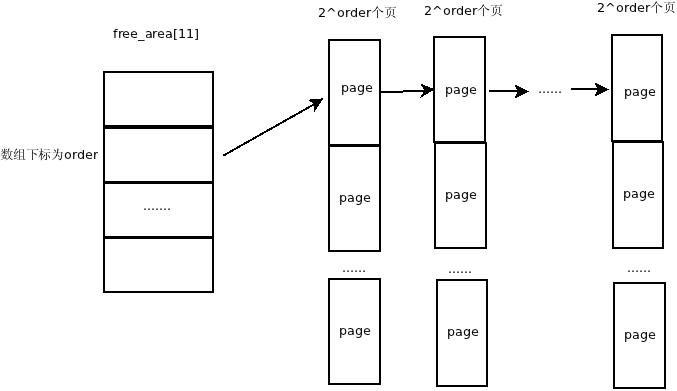 free_area[11]
数组下标为order
.......
2^order个页
2^order个页
2^order个页
page
page
......
page
page
page
......
page
......
page
page
......
page